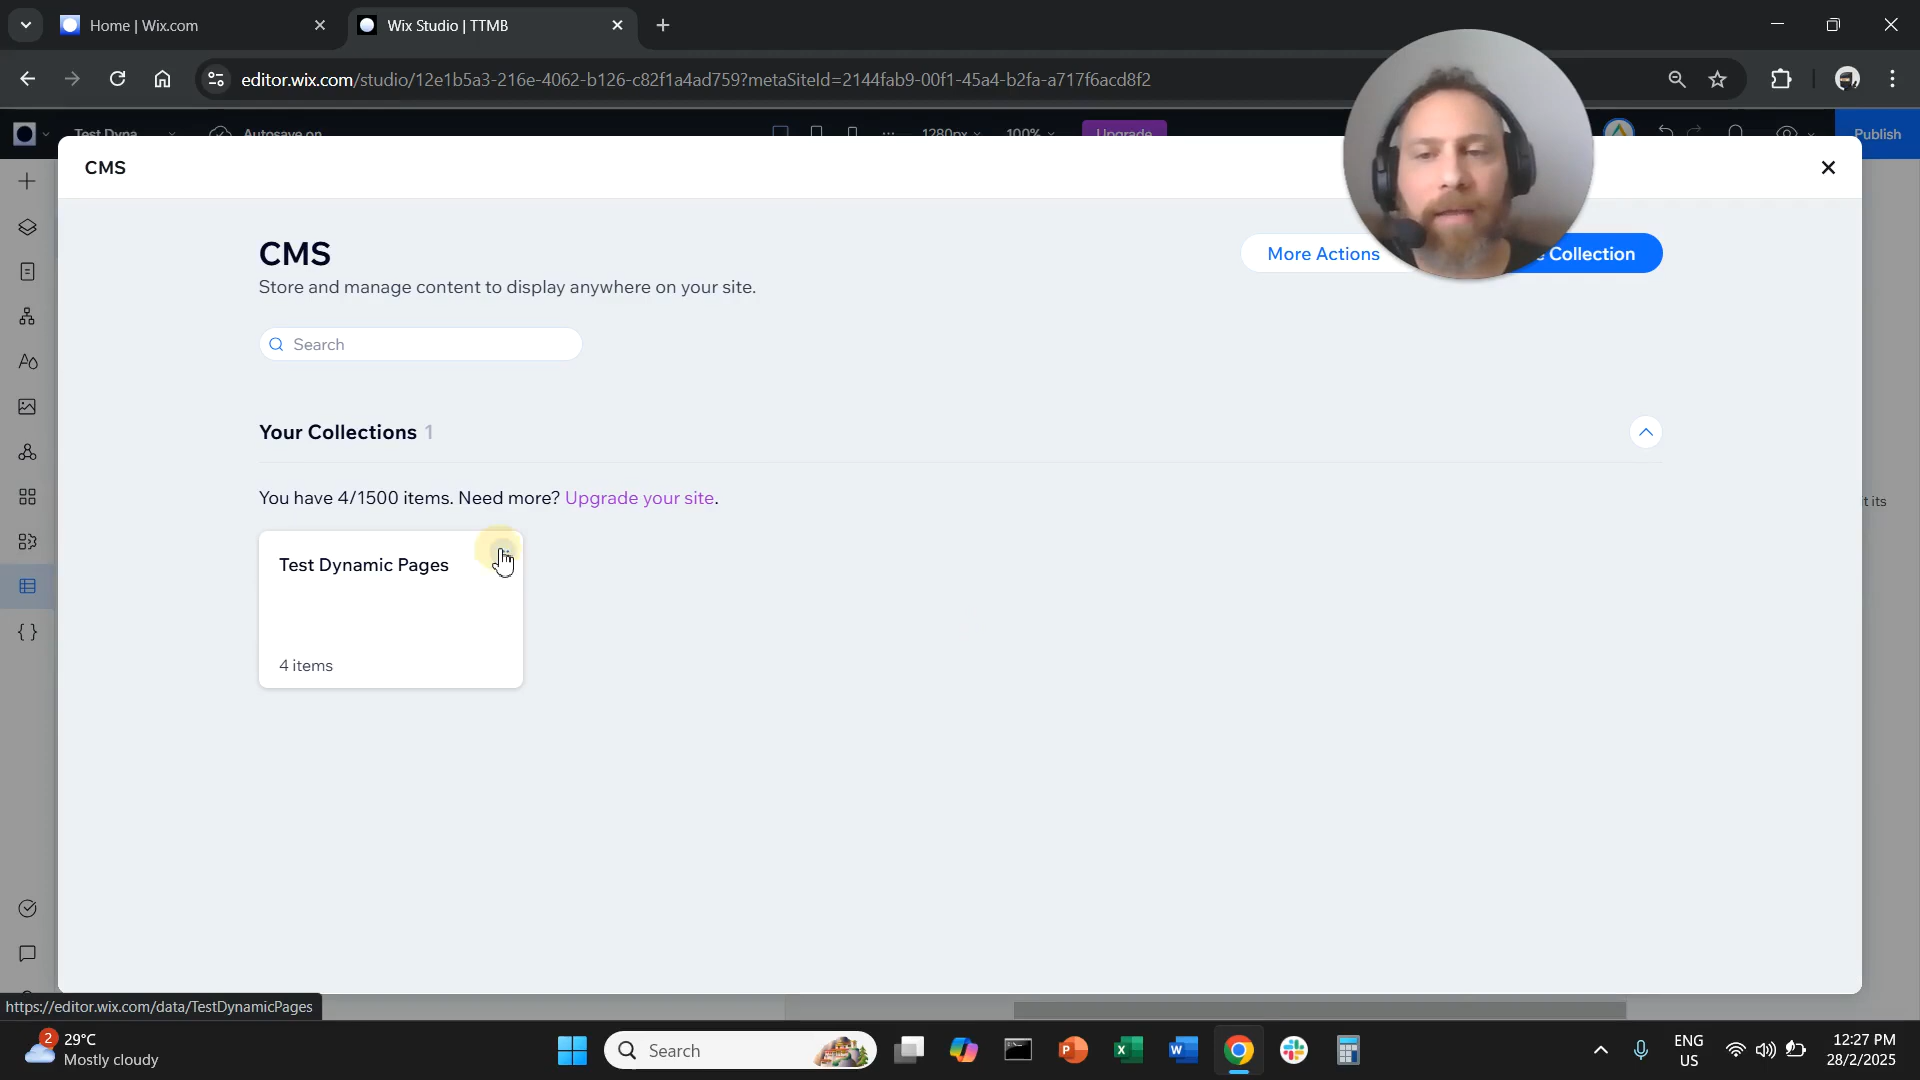 Home | Wix.com
Wix Studio | TTMB
editor.wix.com/studio/12e1b5a3-216e-4062-b126-c82f1a4ad759?metaSiteId=2144fab9-00f1-45a4-b2fa-a717f6acd8f2
Test Dyna
Autosave on
1280px
100%
Upgrade
Publish
CMS
CMS
Store and manage content to display anywhere on your site.
More Actions
Collection
Search
Your Collections 1
You have 4/1500 items. Need more? Upgrade your site.
t its
Test Dynamic Pages
4 items
https://editor.wix.com/data/TestDynamicPages
2
29°C
Mostly cloudy
Search
ENG
US
12:27 PM
28/2/2025